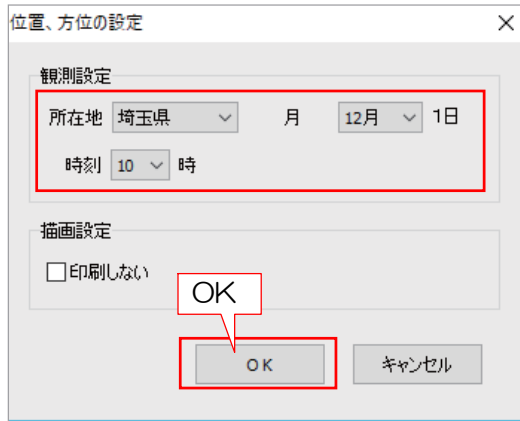 位置、方位の設定
観測設定
所在地 埼玉県 月 12月 1日
時刻 10 時
描画設定
印刷しない
OK
OK キャンセル